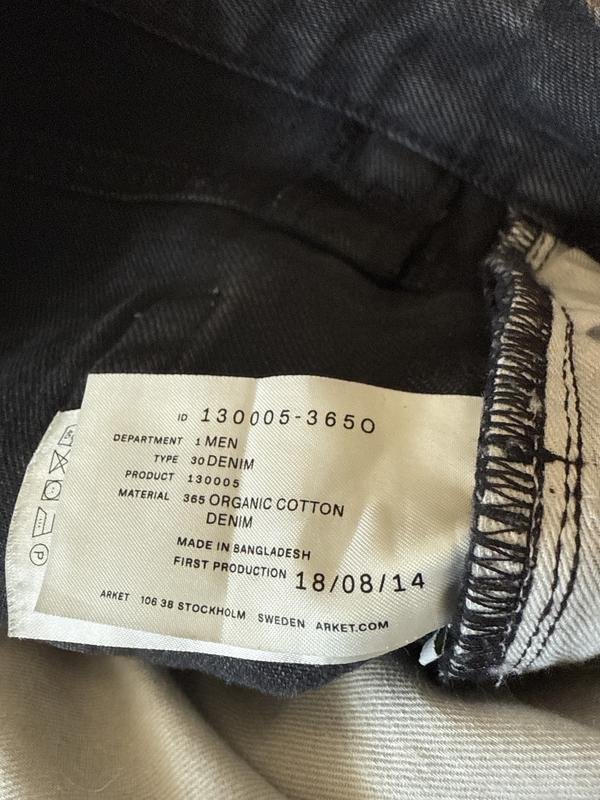 ID 130005-3650
DEPARTMENT 1 MEN
TYPE 30 DENIM
PRODUCT 130005
MATERIAL 365 ORGANIC COTTON
DENIM
MADE IN BANGLADESH
FIRST PRODUCTION 18/08/14
ARKET 106 38 STOCKHOLM SWEDEN ARKET.COM
P